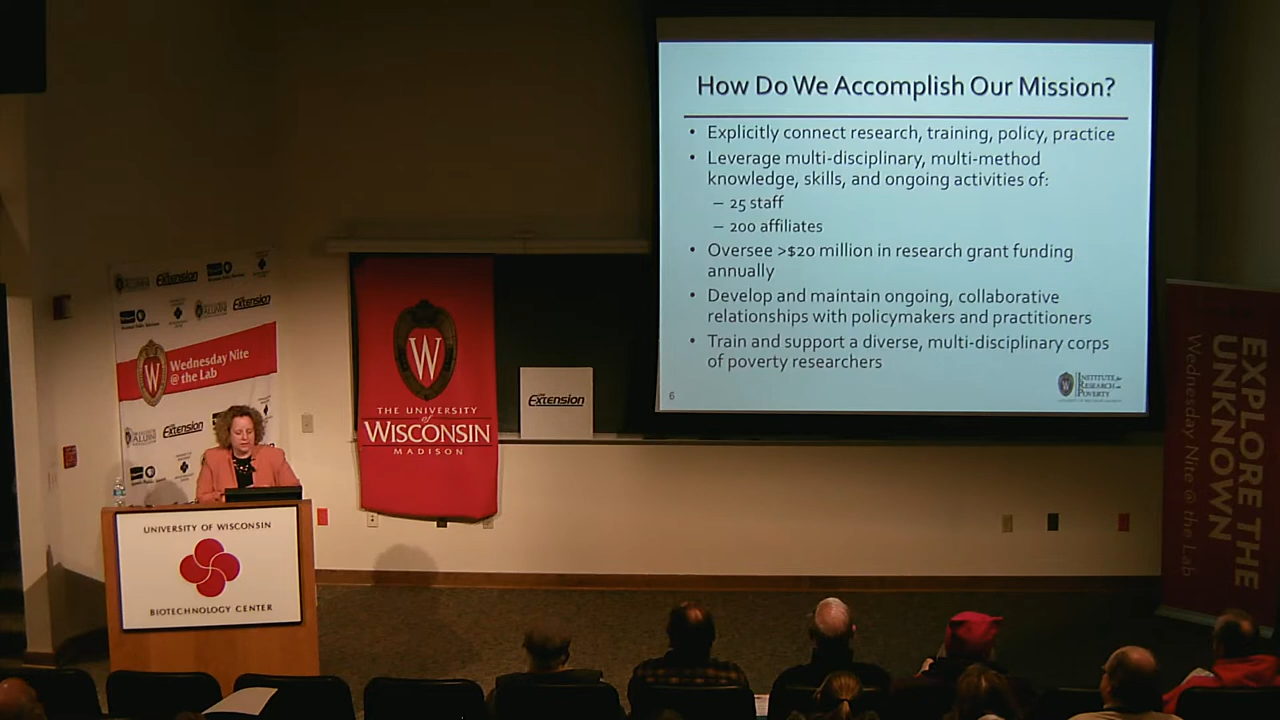 How Do We Accomplish Our Mission?
• Explicitly connect research, training, policy, practice
• Leverage multi-disciplinary, multi-method
knowledge, skills, and ongoing activities of:
– 25 staff
– 200 affiliates
• Oversee >$20 million in research grant funding
annually
• Develop and maintain ongoing, collaborative
relationships with policymakers and practitioners
• Train and support a diverse, multi-disciplinary corps
of poverty researchers
6
INSTITUTE for
RESEARCH on
POVERTY
Extension
Extension
Wednesday Nite
@ the Lab
Extension
PBS
W
THE UNIVERSITY
of
WISCONSIN
MADISON
Extension
UNIVERSITY OF WISCONSIN
BIOTECHNOLOGY CENTER
EXPLORE THE
UNKNOWN
Wednesday Nite @ the Lab